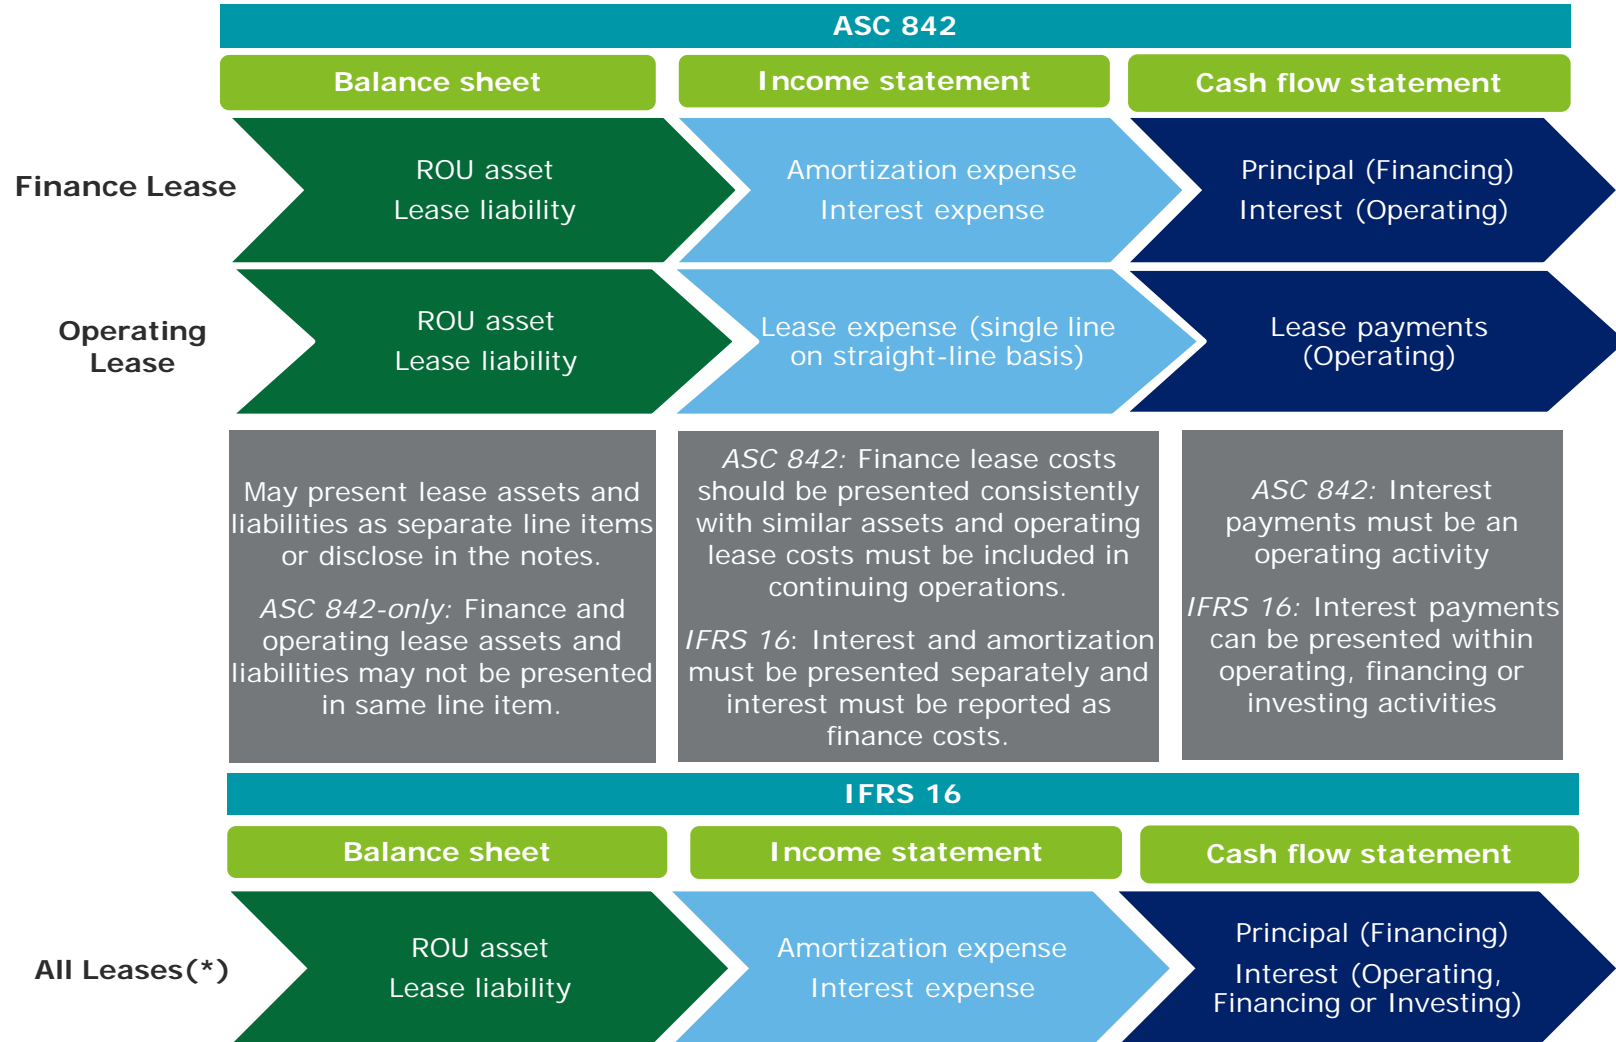 ASC 842
Balance sheet
Income statement
Cash flow statement
Finance Lease
ROU asset
Lease liability
Amortization expense
Interest expense
Principal (Financing)
Interest (Operating)
Operating
Lease
ROU asset
Lease liability
Lease expense (single line
on straight-line basis)
Lease payments
(Operating)
May present lease assets and
liabilities as separate line items
or disclose in the notes.
ASC 842-only: Finance and
operating lease assets and
liabilities may not be presented
in same line item.
ASC 842: Finance lease costs
should be presented consistently
with similar assets and operating
lease costs must be included in
continuing operations.
IFRS 16: Interest and amortization
must be presented separately and
interest must be reported as
finance costs.
ASC 842: Interest
payments must be an
operating activity
IFRS 16: Interest payments
can be presented within
operating, financing or
investing activities
IFRS 16
Balance sheet
Income statement
Cash flow statement
All Leases(*)
ROU asset
Lease liability
Amortization expense
Interest expense
Principal (Financing)
Interest (Operating,
Financing or Investing)